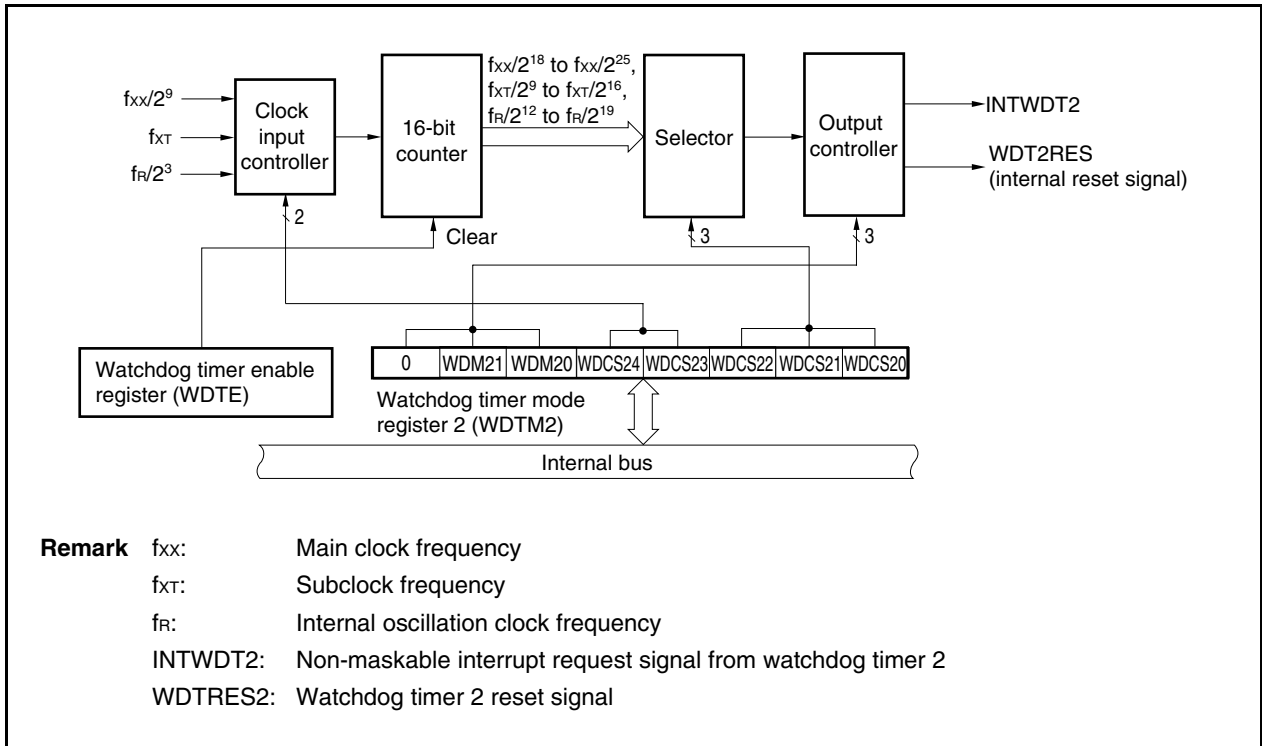 fXX/2^9
fXT
fR/2^3
Clock
input
controller
2
16-bit
counter
Clear
fXX/2^18 to fXX/2^25,
fXT/2^9 to fXT/2^16,
fR/2^12 to fR/2^19
Selector
3
Output
controller
3
INTWDT2
WDT2RES
(internal reset signal)
Watchdog timer enable
register (WDTE)
0 WDM21 WDM20 WDCS24 WDCS23 WDCS22 WDCS21 WDCS20
Watchdog timer mode
register 2 (WDTM2)
Internal bus
Remark fXX: Main clock frequency
fXT: Subclock frequency
fR: Internal oscillation clock frequency
INTWDT2: Non-maskable interrupt request signal from watchdog timer 2
WDTRES2: Watchdog timer 2 reset signal